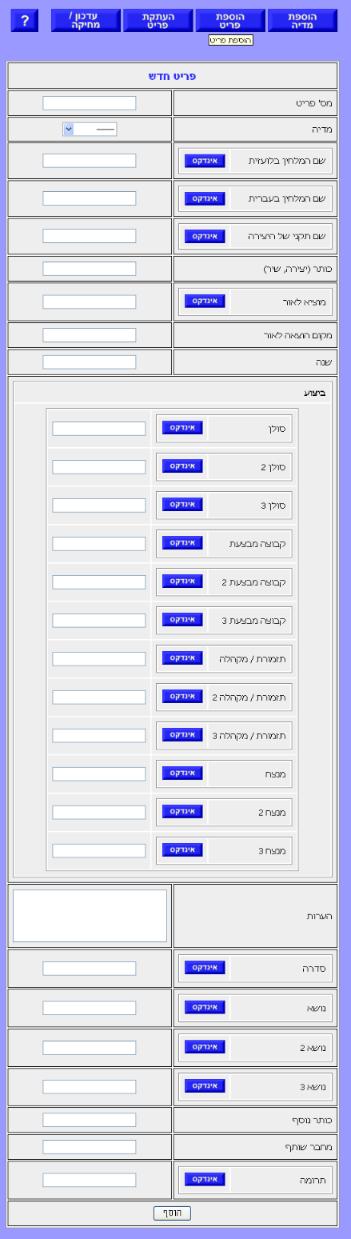 הוספת מדיה
הוספת פריט
העתקת פריט
עדכון / מחיקה
?
הוספת פריט
פריט חדש
מס' פריט
מדיה
שם המלחין בלועזית אינדקס
שם המלחין בעברית אינדקס
שם תקני של היצירה אינדקס
כותר (יצירה, שיר)
מוציא לאור אינדקס
מקום הוצאה לאור
שנה
ביצוע
סולן אינדקס
סולן 2 אינדקס
סולן 3 אינדקס
קבוצה מבצעת אינדקס
קבוצה מבצעת 2 אינדקס
קבוצה מבצעת 3 אינדקס
תזמורת / מקהלה אינדקס
תזמורת / מקהלה 2 אינדקס
תזמורת / מקהלה 3 אינדקס
מנצח אינדקס
מנצח 2 אינדקס
מנצח 3 אינדקס
הערות
סדרה אינדקס
נושא אינדקס
נושא 2 אינדקס
נושא 3 אינדקס
כותר נוסף
מחבר שותף
תרומה אינדקס
הוסף